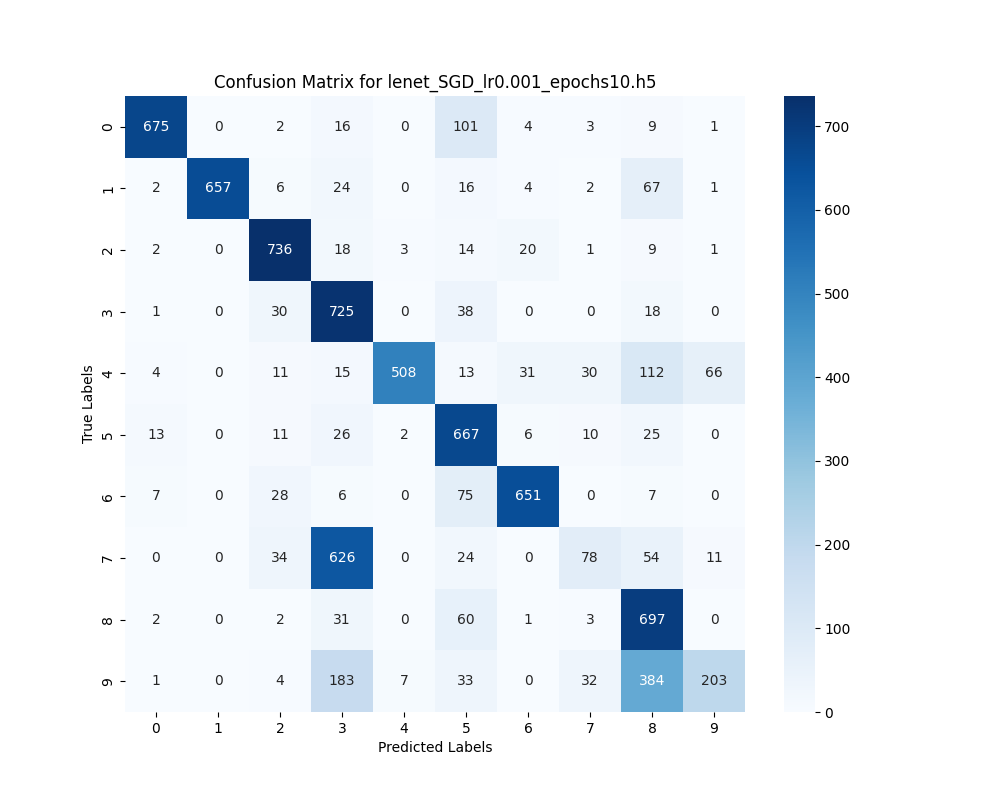 Confusion Matrix for lenet_SGD_lr0.001_epochs10.h5
0 675 0 2 16 0 101 4 3 9 1
1 2 657 6 24 0 16 4 2 67 1
2 2 0 736 18 3 14 20 1 9 1
3 1 0 30 725 0 38 0 0 18 0
4 4 0 11 15 508 13 31 30 112 66
5 13 0 11 26 2 667 6 10 25 0
6 7 0 28 6 0 75 651 0 7 0
7 0 0 34 626 0 24 0 78 54 11
8 2 0 2 31 0 60 1 3 697 0
9 1 0 4 183 7 33 0 32 384 203
0 1 2 3 4 5 6 7 8 9
Predicted Labels
True Labels
700
600
500
400
300
200
100
0